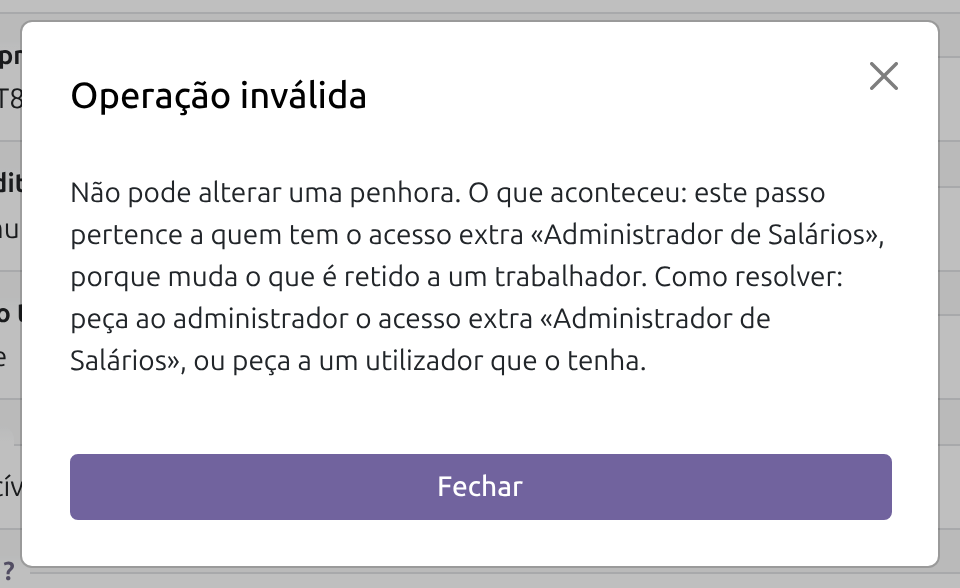 Operação inválida
Não pode alterar uma penhora. O que aconteceu: este passo
pertence a quem tem o acesso extra «Administrador de Salários»,
porque muda o que é retido a um trabalhador. Como resolver:
peça ao administrador o acesso extra «Administrador de
Salários», ou peça a um utilizador que o tenha.
Fechar
?